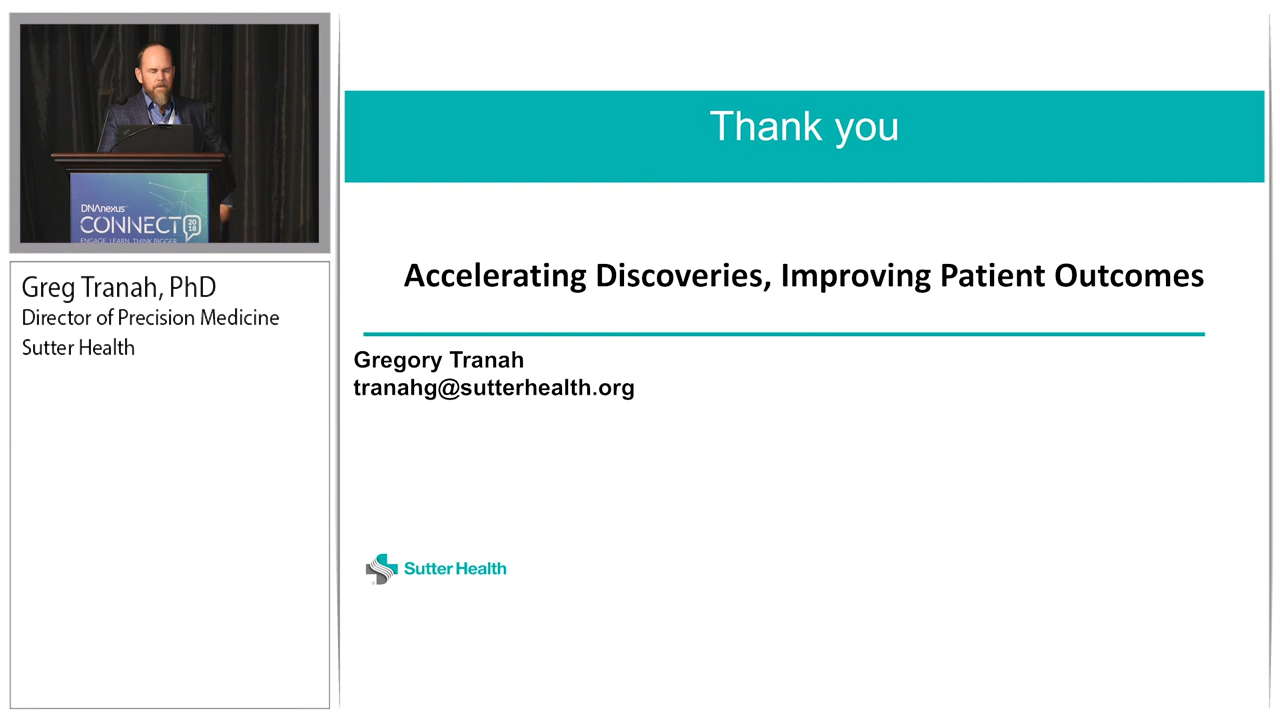 DNAnexus
CONNECT 2018
ENGAGE. LEARN. THINK BIGGER.
Greg Tranah, PhD
Director of Precision Medicine
Sutter Health
Thank you
Accelerating Discoveries, Improving Patient Outcomes
Gregory Tranah
tranahg@sutterhealth.org
Sutter Health